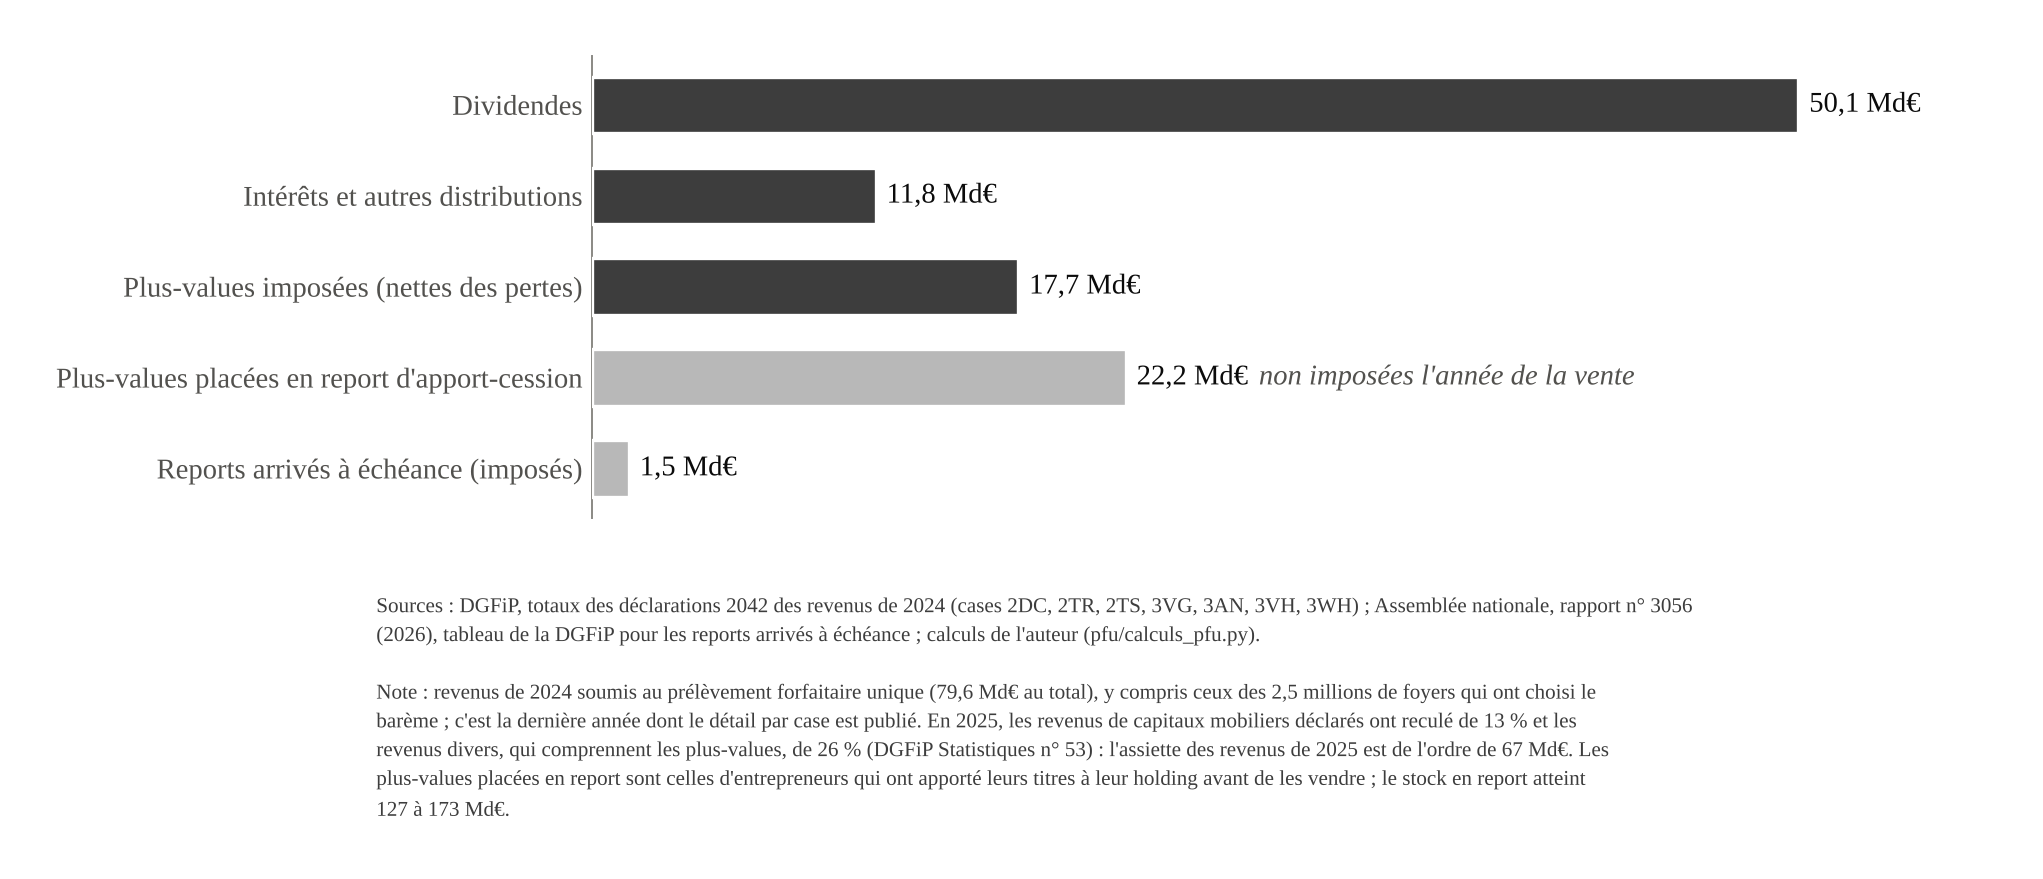 Dividendes 50,1 Md€
Intérêts et autres distributions 11,8 Md€
Plus-values imposées (nettes des pertes) 17,7 Md€
Plus-values placées en report d'apport-cession 22,2 Md€ non imposées l'année de la vente
Reports arrivés à échéance (imposés) 1,5 Md€
Sources : DGFiP, totaux des déclarations 2042 des revenus de 2024 (cases 2DC, 2TR, 2TS, 3VG, 3AN, 3VH, 3WH) ; Assemblée nationale, rapport n° 3056
(2026), tableau de la DGFiP pour les reports arrivés à échéance ; calculs de l'auteur (pfu/calculs_pfu.py).
Note : revenus de 2024 soumis au prélèvement forfaitaire unique (79,6 Md€ au total), y compris ceux des 2,5 millions de foyers qui ont choisi le
barème ; c'est la dernière année dont le détail par case est publié. En 2025, les revenus de capitaux mobiliers déclarés ont reculé de 13 % et les
revenus divers, qui comprennent les plus-values, de 26 % (DGFiP Statistiques n° 53) : l'assiette des revenus de 2025 est de l'ordre de 67 Md€. Les
plus-values placées en report sont celles d'entrepreneurs qui ont apporté leurs titres à leur holding avant de les vendre ; le stock en report atteint
127 à 173 Md€.